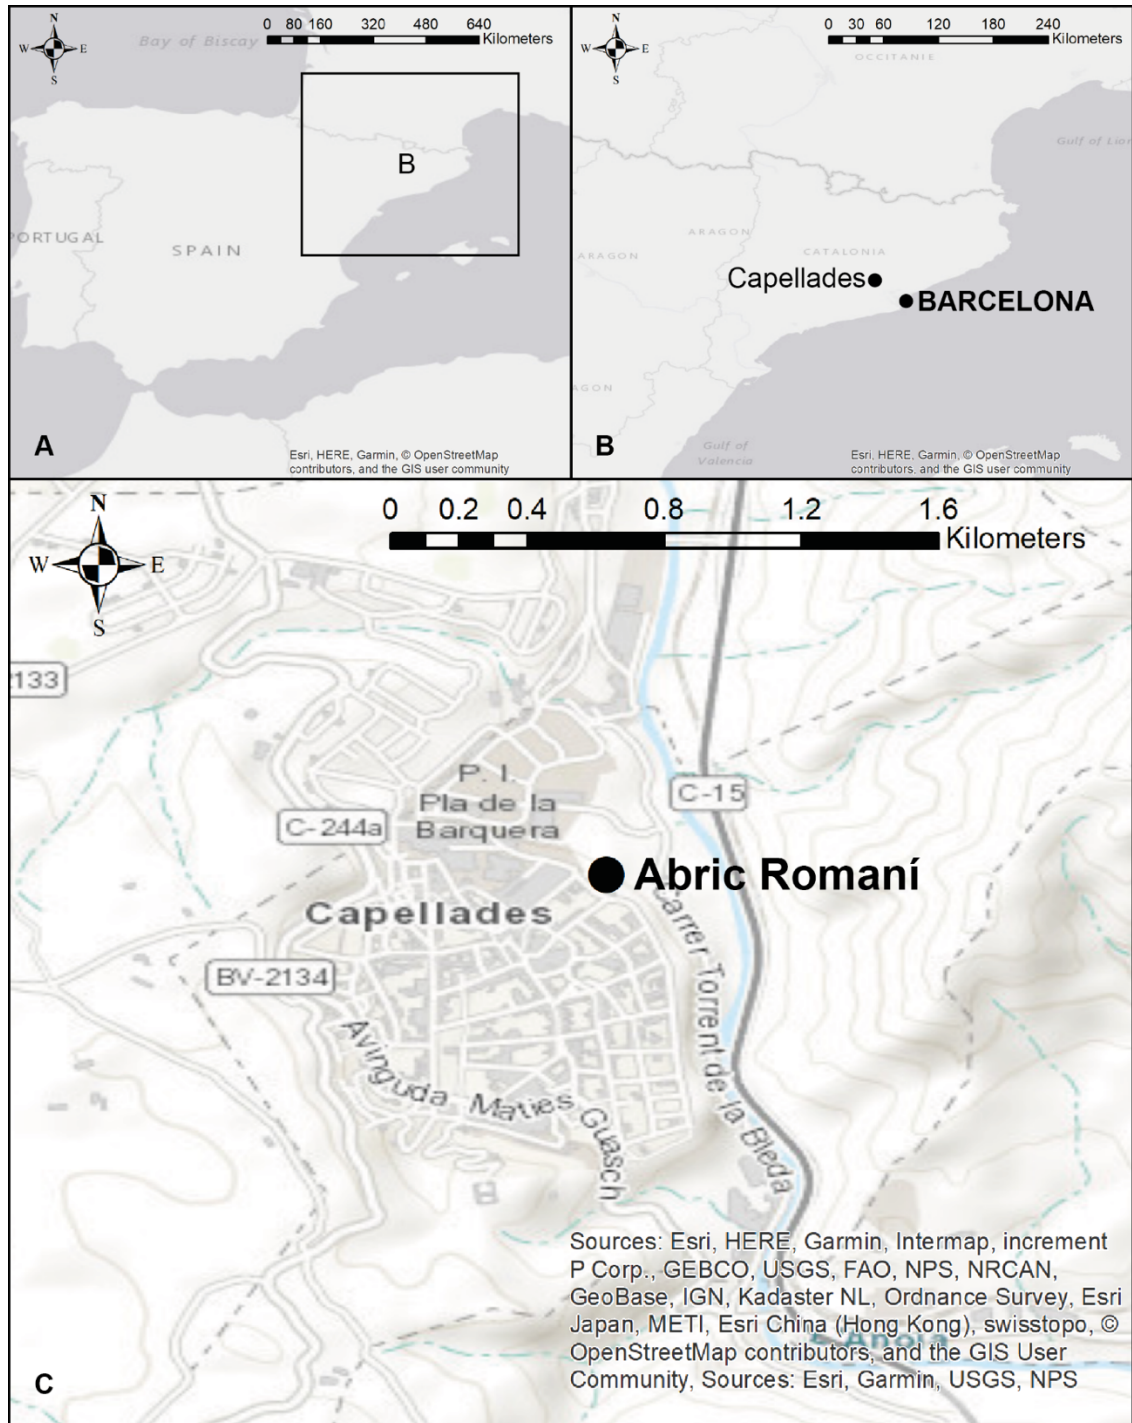 N
W E
S
0 80 160 320 480 640
Kilometers
Bay of Biscay
B
PORTUGAL
SPAIN
A
Esri, HERE, Garmin, © OpenStreetMap
contributors, and the GIS user community
N
W E
S
0 30 60 120 180 240
Kilometers
OCCITANIE
Gulf of Lion
ARAGON
CATALONIA
ARAGON
Capellades
BARCELONA
AGON
Gulf of
Valencia
B
Esri, HERE, Garmin, © OpenStreetMap
contributors, and the GIS user community
N
W E
S
0 0.2 0.4 0.8 1.2 1.6
Kilometers
2133
P. I.
Pla de la
Barquera
C-15
C-244a
Abric Romaní
Capellades
BV-2134
Carrer Torrent de la Bleda
Avinguda Maties Guasch
Sources: Esri, HERE, Garmin, Intermap, increment
P Corp., GEBCO, USGS, FAO, NPS, NRCAN,
GeoBase, IGN, Kadaster NL, Ordnance Survey, Esri
Japan, METI, Esri China (Hong Kong), swisstopo, ©
OpenStreetMap contributors, and the GIS User
Community, Sources: Esri, Garmin, USGS, NPS
Anoia
C